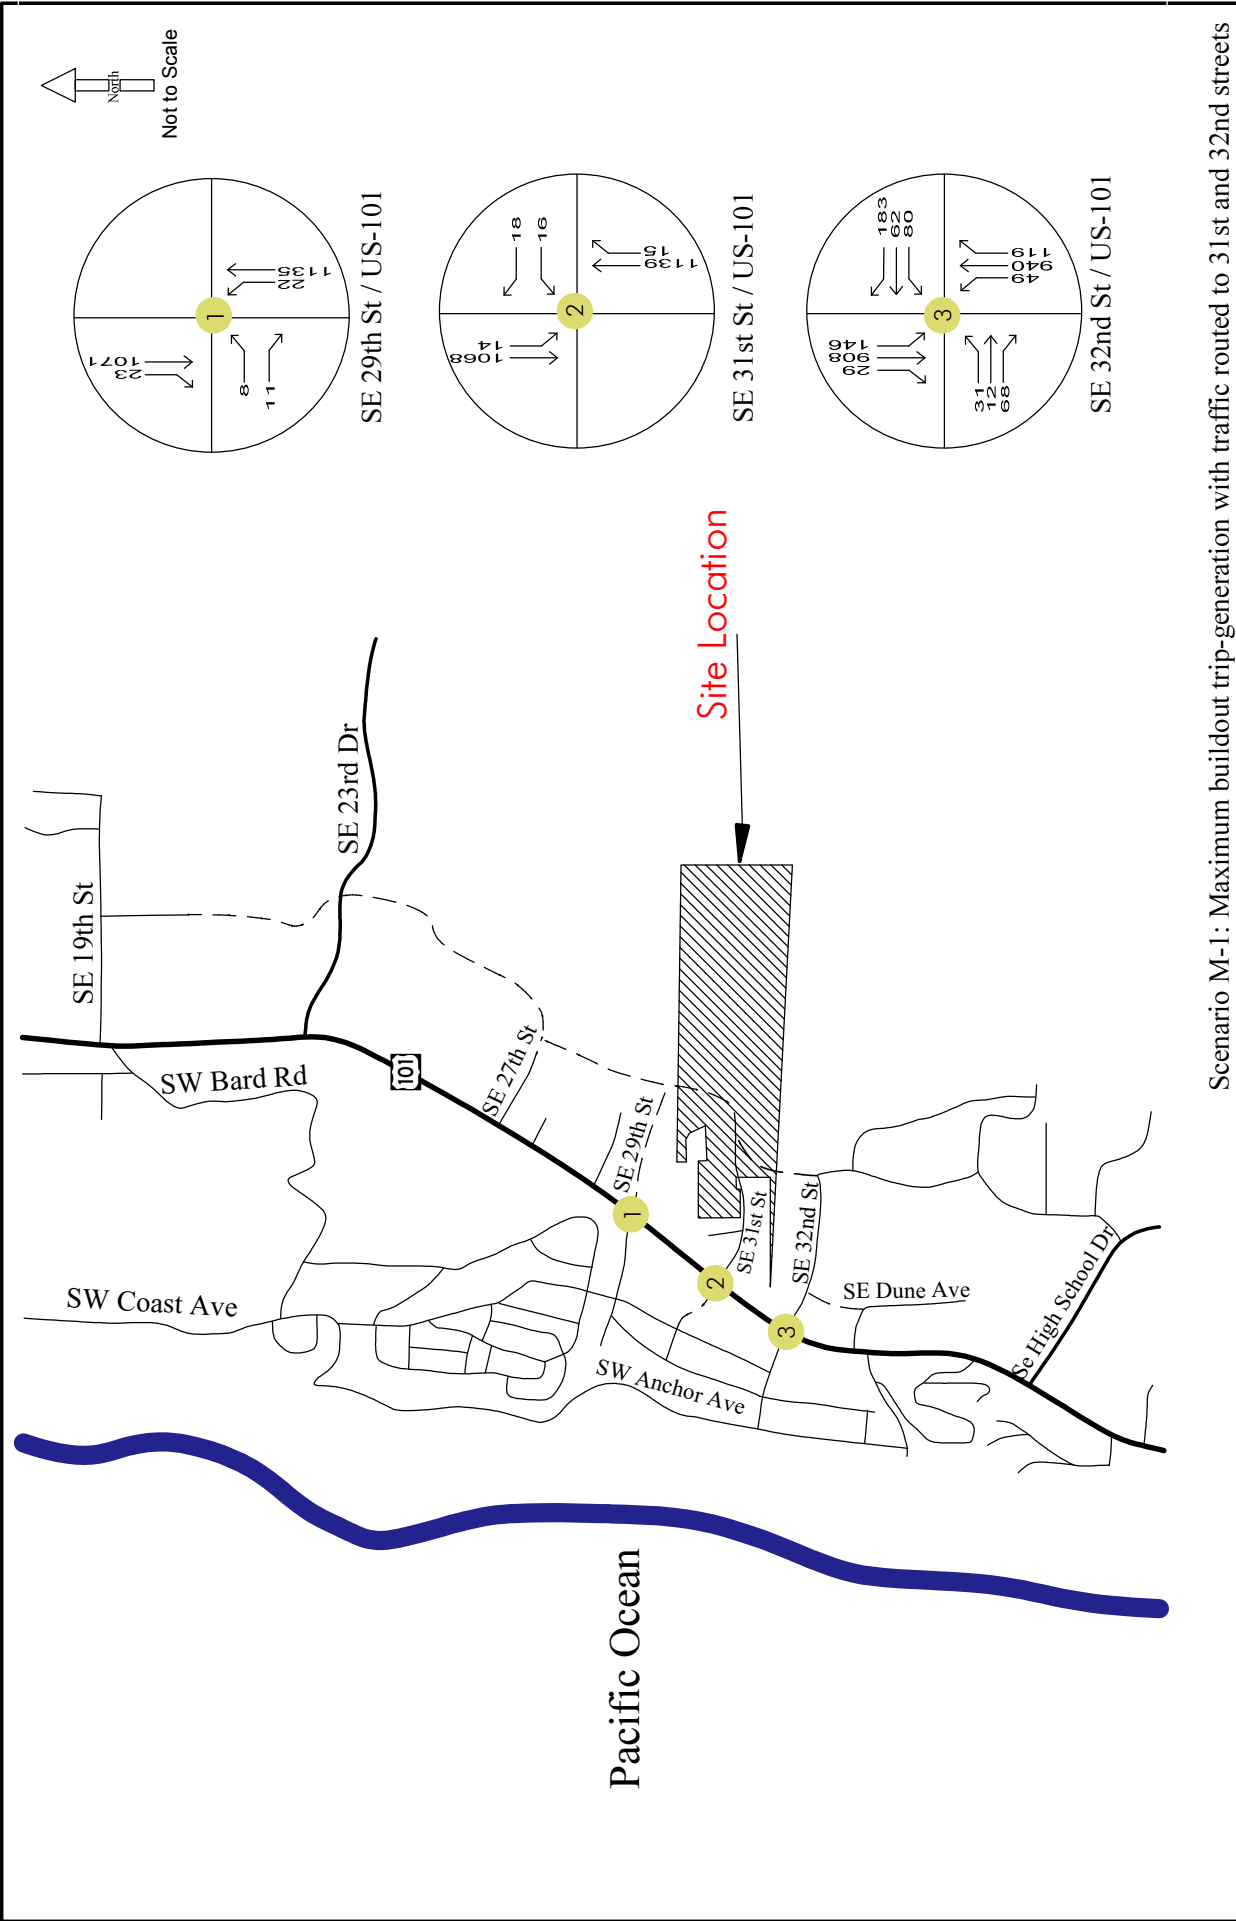 North
Not to Scale
1071
23
22
1135
8
11
1
SE 29th St / US-101
14
1068
18
16
1139
15
2
SE 31st St / US-101
146
908
29
183
62
80
31
12
68
49
940
119
3
SE 32nd St / US-101
SE 19th St
SE 23rd Dr
SW Bard Rd
101
SE 27th St
SE 29th St
SW Coast Ave
1
Site Location
2
SE 31st St
SE 32nd St
3
SE Dune Ave
SW Anchor Ave
Se High School Dr
Pacific Ocean
Scenario M-1: Maximum buildout trip-generation with traffic routed to 31st and 32nd streets